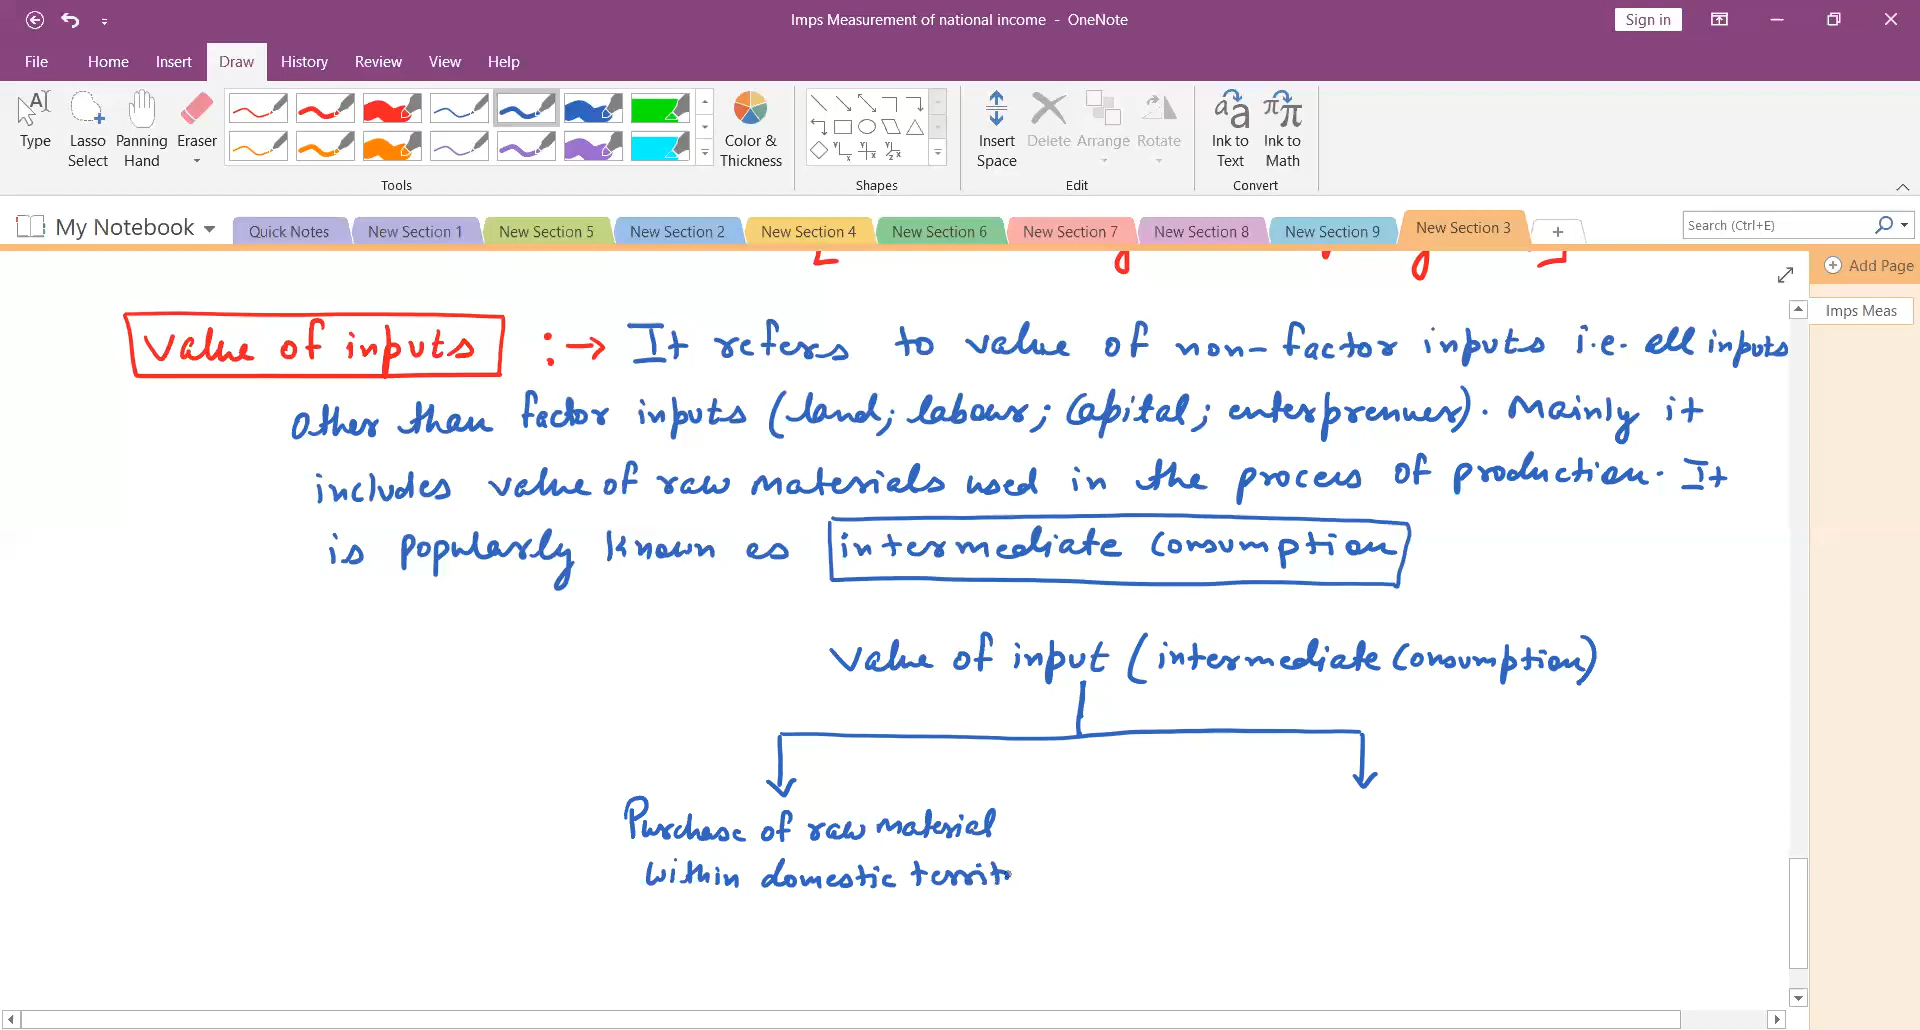 Imps Measurement of national income - OneNote
Sign in
File Home Insert Draw History Review View Help
Type Lasso Select Panning Hand Eraser Color & Thickness Insert Space Delete Arrange Rotate Ink to Text Ink to Math
Tools Shapes Edit Convert
My Notebook Quick Notes New Section 1 New Section 5 New Section 2 New Section 4 New Section 6 New Section 7 New Section 8 New Section 9 New Section 3 + Search (Ctrl+E)
Add Page
Imps Meas
Value of inputs :→ It refers to value of non-factor inputs i.e. all inputs
other than factor inputs (land; labour; capital; enterprenner). Mainly it
includes value of raw materials used in the process of production. It
is popularly known as intermediate consumption
Value of input (intermediate consumption)
Purchase of raw material
within domestic territ